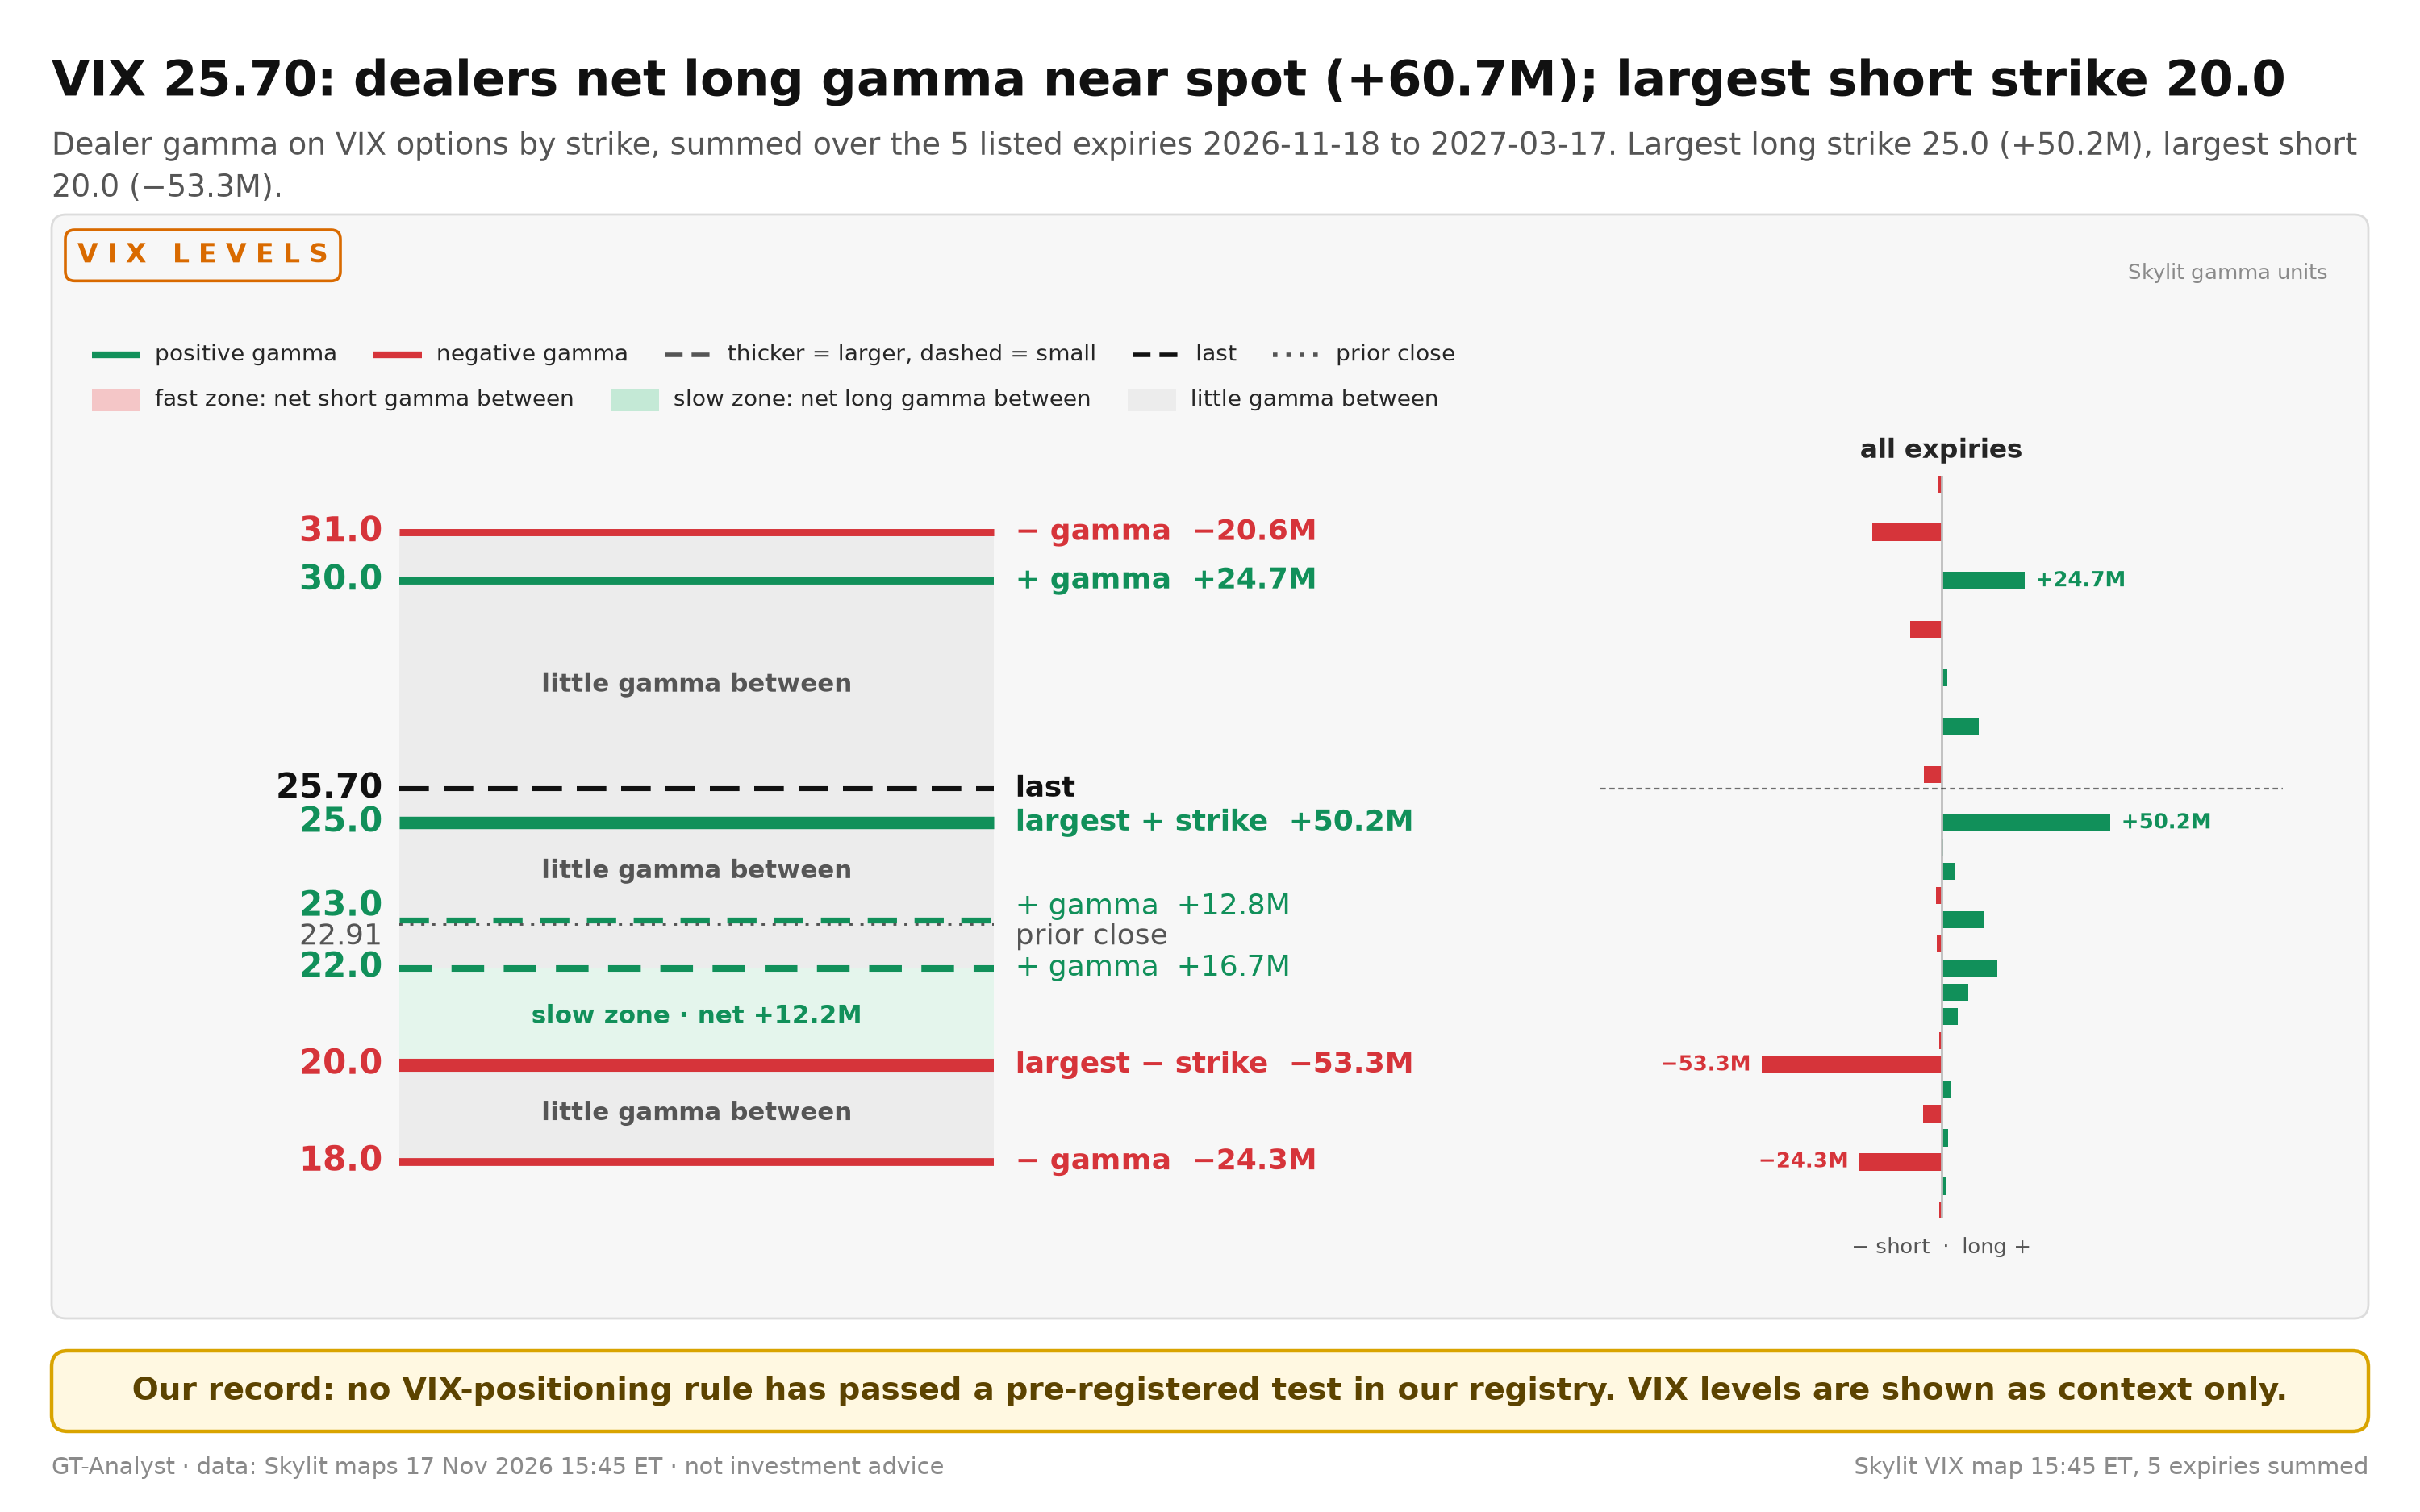 VIX 25.70: dealers net long gamma near spot (+60.7M); largest short strike 20.0
Dealer gamma on VIX options by strike, summed over the 5 listed expiries 2026-11-18 to 2027-03-17. Largest long strike 25.0 (+50.2M), largest short
20.0 (−53.3M).
VIX LEVELS
Skylit gamma units
positive gamma negative gamma thicker = larger, dashed = small last prior close
fast zone: net short gamma between slow zone: net long gamma between little gamma between
all expiries
31.0 − gamma −20.6M
30.0 + gamma +24.7M +24.7M
little gamma between
25.70 last
25.0 largest + strike +50.2M +50.2M
little gamma between
23.0 + gamma +12.8M
22.91 prior close
22.0 + gamma +16.7M
slow zone · net +12.2M
20.0 largest − strike −53.3M −53.3M
little gamma between
18.0 − gamma −24.3M −24.3M
− short · long +
Our record: no VIX-positioning rule has passed a pre-registered test in our registry. VIX levels are shown as context only.
GT-Analyst · data: Skylit maps 17 Nov 2026 15:45 ET · not investment advice
Skylit VIX map 15:45 ET, 5 expiries summed